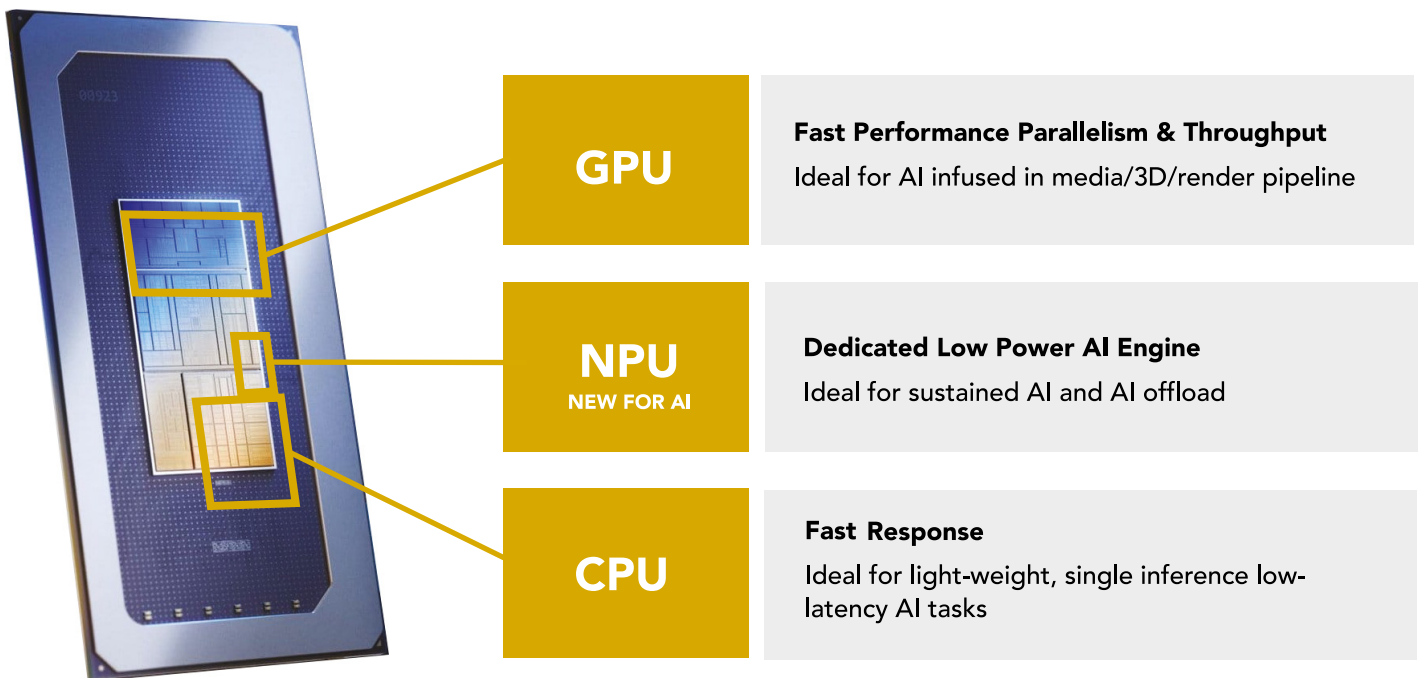 08923
GPU
Fast Performance Parallelism & Throughput
Ideal for AI infused in media/3D/render pipeline
NPU
NEW FOR AI
Dedicated Low Power AI Engine
Ideal for sustained AI and AI offload
CPU
Fast Response
Ideal for light-weight, single inference low-
latency AI tasks